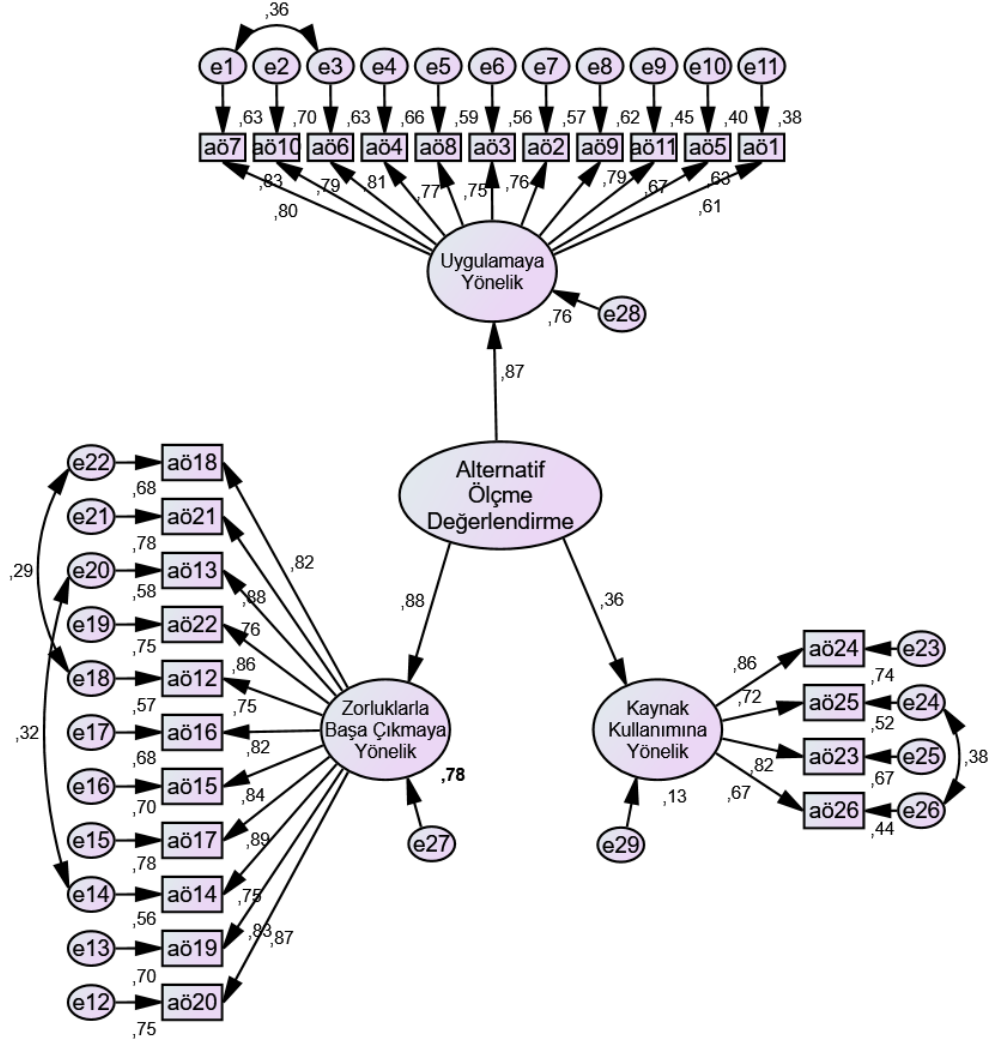 ,36
e1 e2 e3 e4 e5 e6 e7 e8 e9 e10 e11
,63 ,70 ,63 ,66 ,59 ,56 ,57 ,62 ,45 ,40 ,38
aö7 aö10 aö6 aö4 aö8 aö3 aö2 aö9 aö11 aö5 aö1
,83 ,79 ,81 ,77 ,75 ,76 ,79 ,67 ,63
,80 ,61
Uygulamaya
Yönelik
,76 e28
,87
Alternatif
Ölçme
Değerlendirme
e22 aö18
,68
e21 aö21
,78
e20 aö13
,58
e19 aö22
,75
e18 aö12
,57
e17 aö16
,68
e16 aö15
,70
e15 aö17
,78
e14 aö14
,56
e13 aö19
,70
e12 aö20
,75
,29
,32
,82
,88
,76
,86
,75
,82
,84
,89
,75
,83
,87
,88
Zorluklarla
Başa Çıkmaya
Yönelik
,78
e27
,36
Kaynak
Kullanımına
Yönelik
,13
e29
,86
,72
,82
,67
aö24 e23
,74
aö25 e24
,52
aö23 e25
,67
aö26 e26
,44
,38